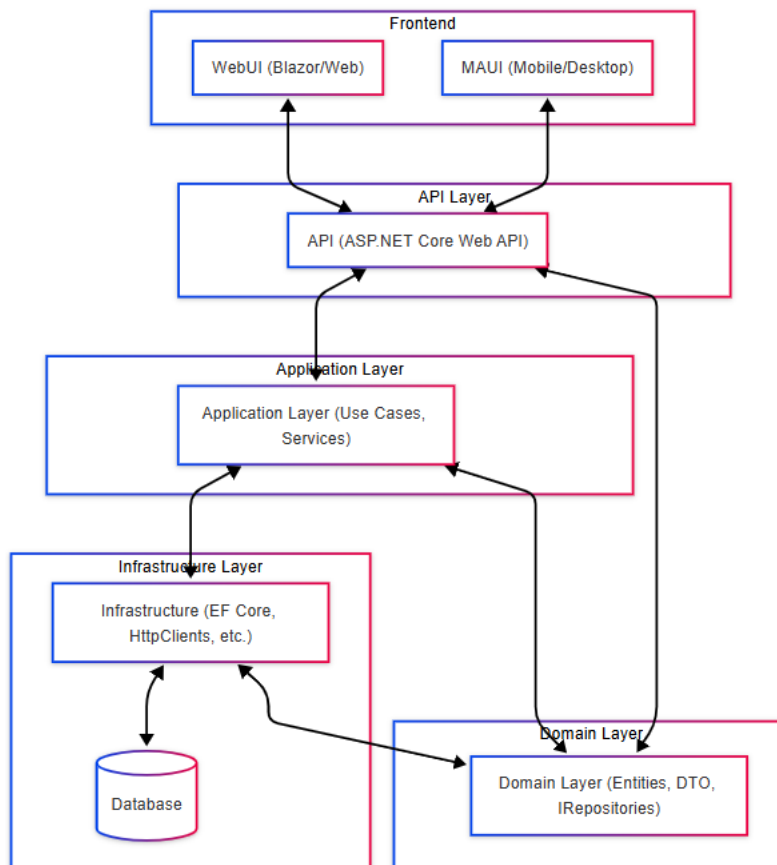 Frontend
WebUI (Blazor/Web)
MAUI (Mobile/Desktop)
API Layer
API (ASP.NET Core Web API)
Application Layer
Application Layer (Use Cases,
Services)
Infrastructure Layer
Infrastructure (EF Core,
HttpClients, etc.)
Database
Domain Layer
Domain Layer (Entities, DTO,
IRepositories)